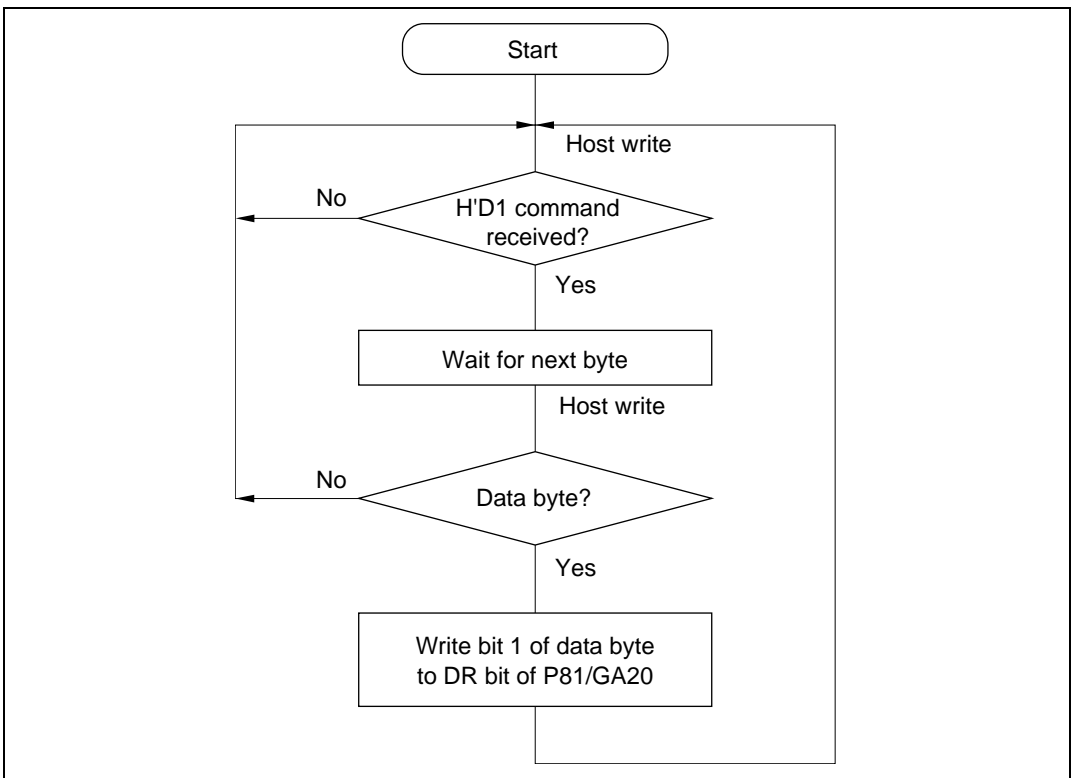 Start
Host write
No
H'D1 command
received?
Yes
Wait for next byte
Host write
No
Data byte?
Yes
Write bit 1 of data byte
to DR bit of P81/GA20